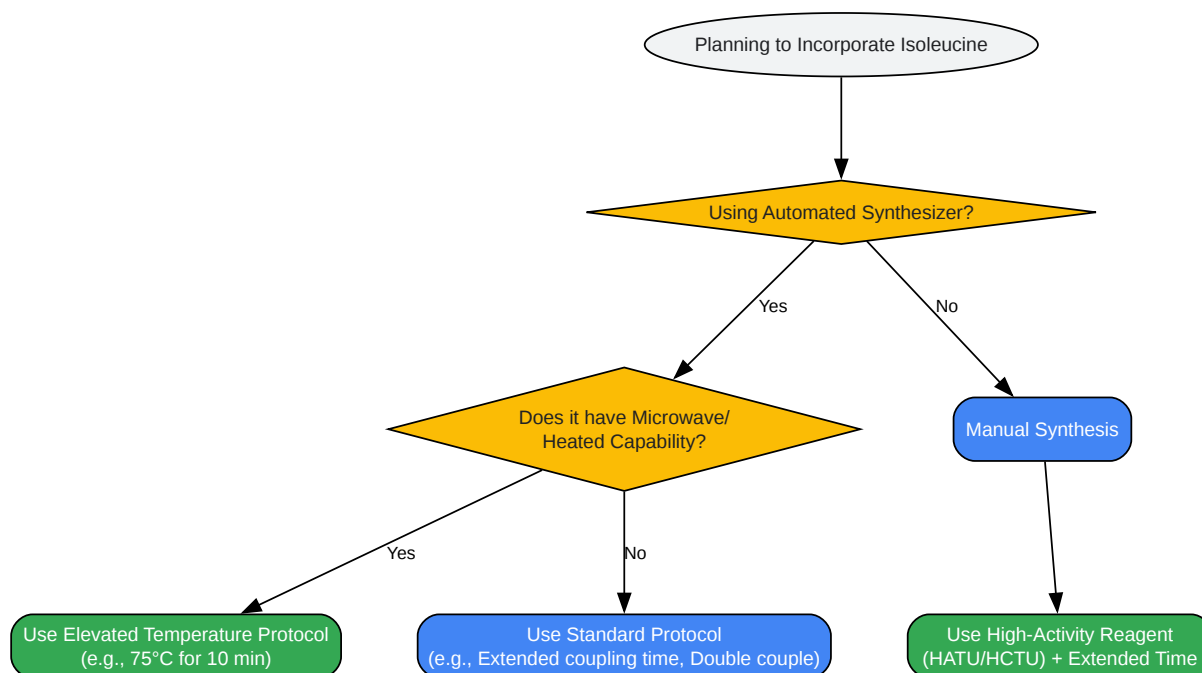 Planning to Incorporate Isoleucine
Using Automated Synthesizer?
Yes
No
Does it have Microwave/
Heated Capability?
Manual Synthesis
Yes
No
Use Elevated Temperature Protocol
(e.g., 75°C for 10 min)
Use Standard Protocol
(e.g., Extended coupling time, Double couple)
Use High-Activity Reagent
(HATU/HCTU) + Extended Time